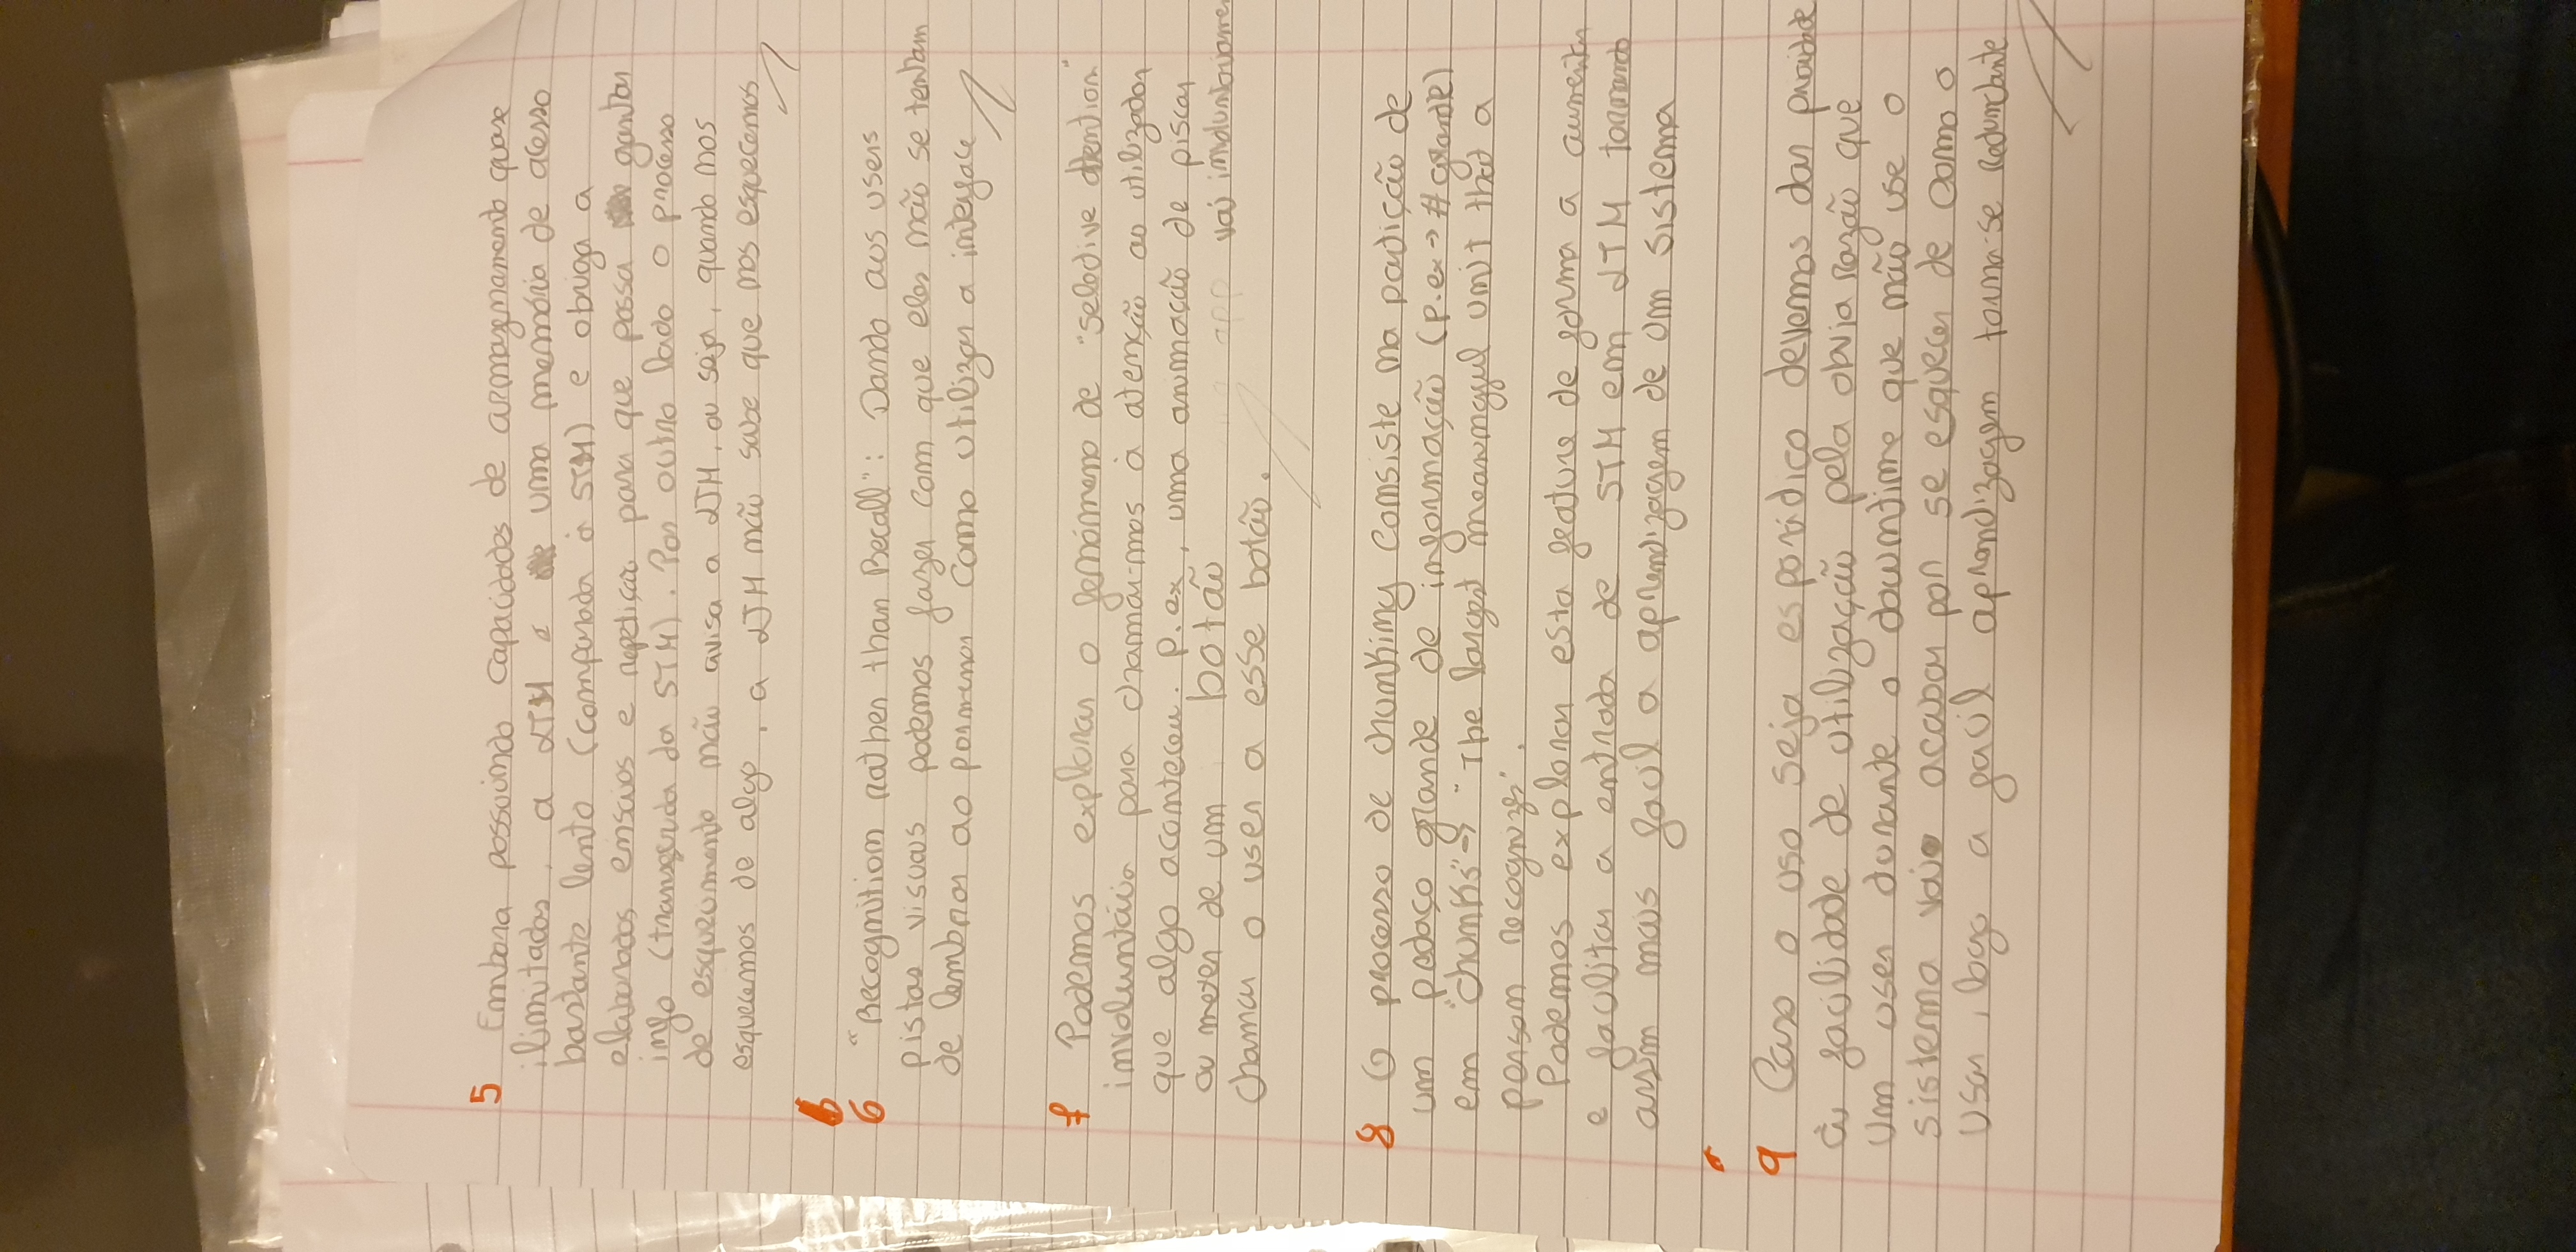 5 Embora possuindo capacidades de armazenamento quase
ilimitadas, a LTM é uma memória de acesso
bastante lento (comparada à STM) e obriga a
elaborados ensaios e repetição para que possa ganhar
info (transferida da STM). Por outro lado o processo
de esquecimento não avisa a LTM, ou seja, quando nos
esquecemos de algo, a LTM não sabe que nos esquecemos
6 "Recognition rather than Recall": Dando aos users
pistas visuais podemos fazer com que eles não se tenham
de lembrar ao pormenor como utilizar a interface
7 Podemos explorar o fenómeno de "selective attention"
involuntária para chamar-mos à atenção ao utilizador
que algo aconteceu. P.ex, uma animação de piscar
ou mexer de um botão app vai
chamar o user a esse botão.
8 O processo de chunking consiste na partição de
um pedaço grande de informação (p.ex → # grande)
em "chunks" → "The largest meaningful unit that a
person recognizes".
Podemos explorar esta feature de forma a aumentar
e facilitar a entrada de STM em LTM tornando
assim mais facil a aprendizagem de um sistema
9 Caso o uso seja esporádico devemos dar
à facilidade de utilização pela obvia razão que
um user durante o downtime que não use o
sistema vai acabar por se esquecer de como o
usar, logo a facil aprendizagem torna-se Redundante